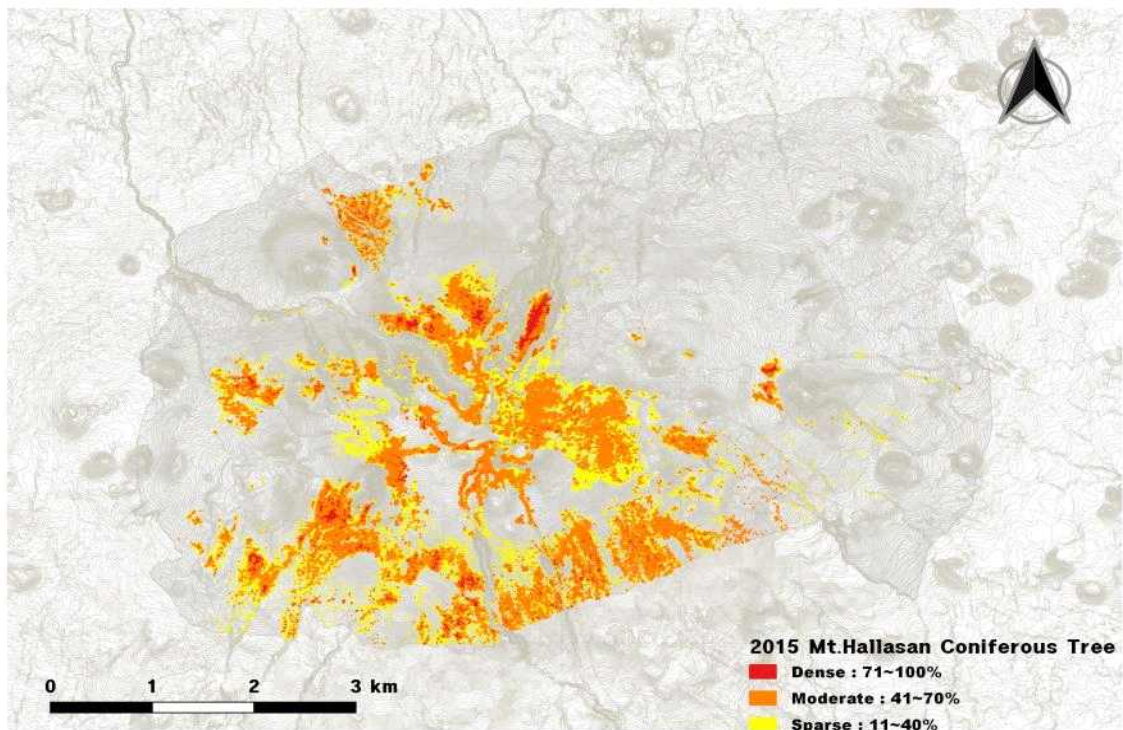 2015 Mt.Hallasan Coniferous Tree
Dense : 71~100%
0 1 2 3 km
Moderate : 41~70%
Sparse : 11~40%